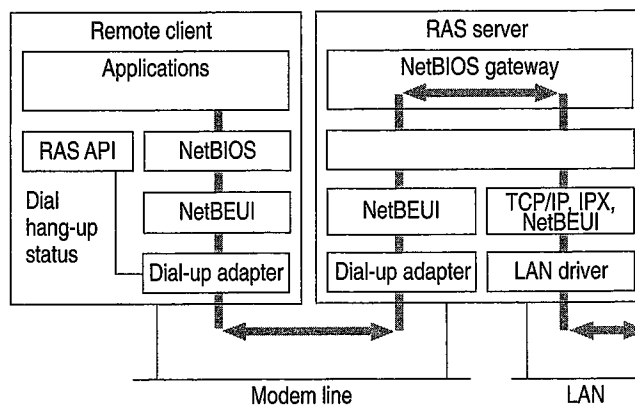 Remote client
Applications
RAS API
NetBIOS
Dial
hang-up
status
NetBEUI
Dial-up adapter
RAS server
NetBIOS gateway
NetBEUI
TCP/IP, IPX,
NetBEUI
Dial-up adapter
LAN driver
Modem line
LAN